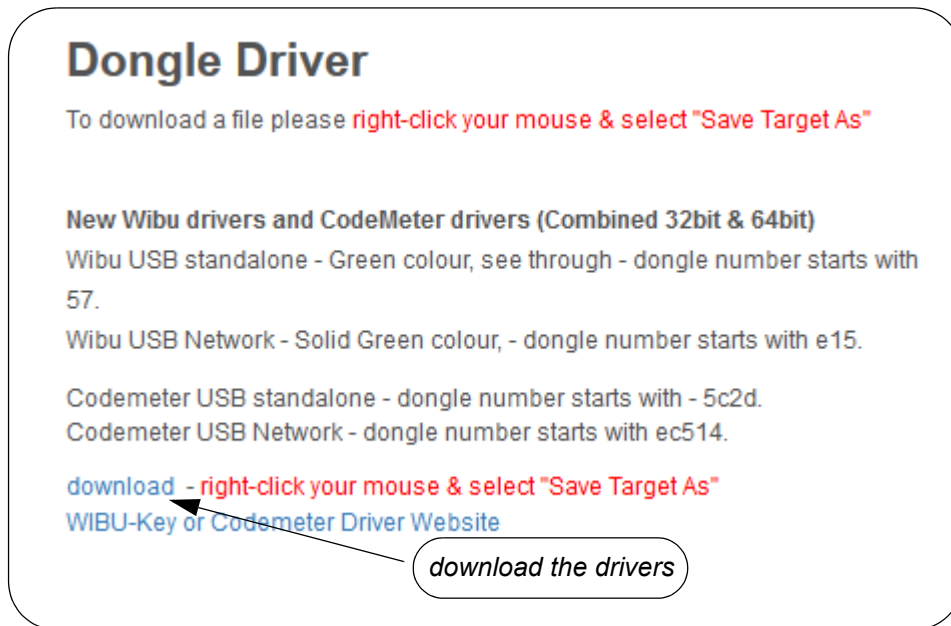 Dongle Driver
To download a file please right-click your mouse & select "Save Target As"
New Wibu drivers and CodeMeter drivers (Combined 32bit & 64bit)
Wibu USB standalone - Green colour, see through - dongle number starts with
57.
Wibu USB Network - Solid Green colour, - dongle number starts with e15.
Codemeter USB standalone - dongle number starts with - 5c2d.
Codemeter USB Network - dongle number starts with ec514.
download - right-click your mouse & select "Save Target As"
WIBU-Key or Codometer Driver Website
download the drivers